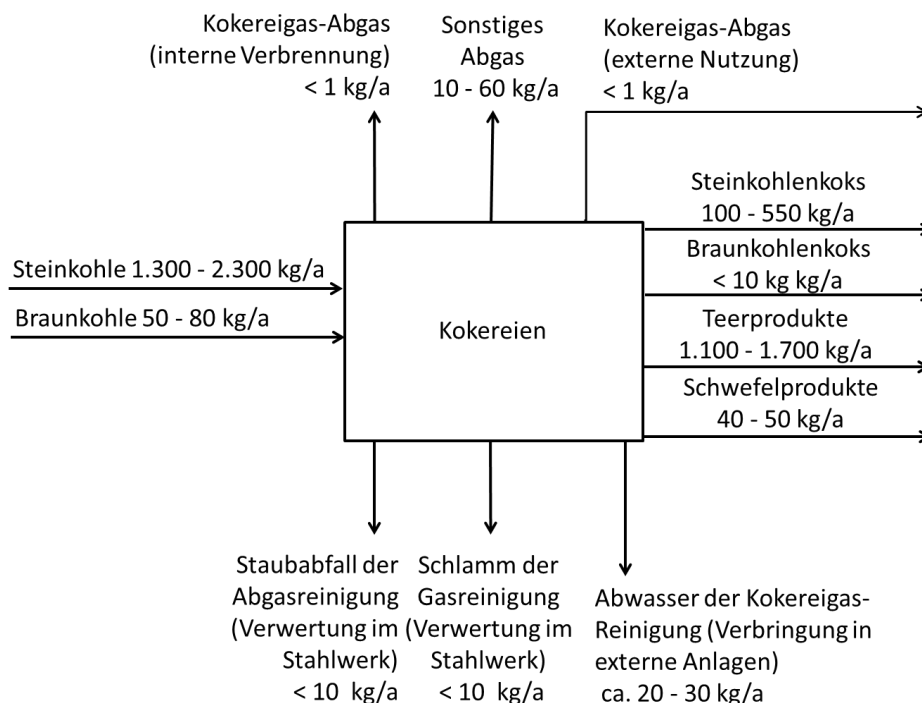 Kokereigas-Abgas
(interne Verbrennung)
< 1 kg/a
Sonstiges
Abgas
10 - 60 kg/a
Kokereigas-Abgas
(externe Nutzung)
< 1 kg/a
Steinkohle 1.300 - 2.300 kg/a
Braunkohle 50 - 80 kg/a
Kokereien
Steinkohlenkoks
100 - 550 kg/a
Braunkohlenkoks
< 10 kg kg/a
Teerprodukte
1.100 - 1.700 kg/a
Schwefelprodukte
40 - 50 kg/a
Staubabfall der
Abgasreinigung
(Verwertung im
Stahlwerk)
< 10 kg/a
Schlamm der
Gasreinigung
(Verwertung im
Stahlwerk)
< 10 kg/a
Abwasser der Kokereigas-
Reinigung (Verbringung in
externe Anlagen)
ca. 20 - 30 kg/a